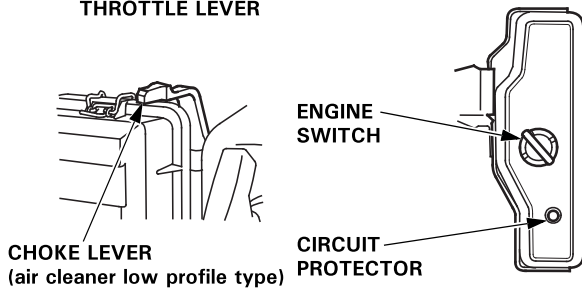 THROTTLE LEVER
ENGINE
SWITCH
CHOKE LEVER
(air cleaner low profile type)
CIRCUIT
PROTECTOR